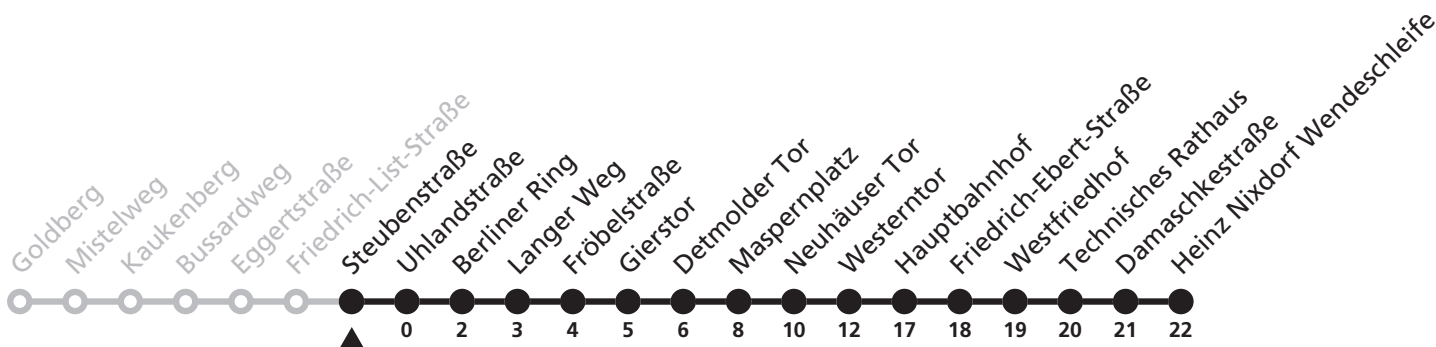 Goldberg
Mistelweg
Kaukenberg
Bussardweg
Eggertstraße
Friedrich-List-Straße
Steubenstraße
Uhlandstraße
Berliner Ring
Langer Weg
Fröbelstraße
Gierstor
Detmolder Tor
Maspernplatz
Neuhäuser Tor
Westerntor
Hauptbahnhof
Friedrich-Ebert-Straße
Westfriedhof
Technisches Rathaus
Damaschkestraße
Heinz Nixdorf Wendeschleife
0 2 3 4 5 6 8 10 12 17 18 19 20 21 22